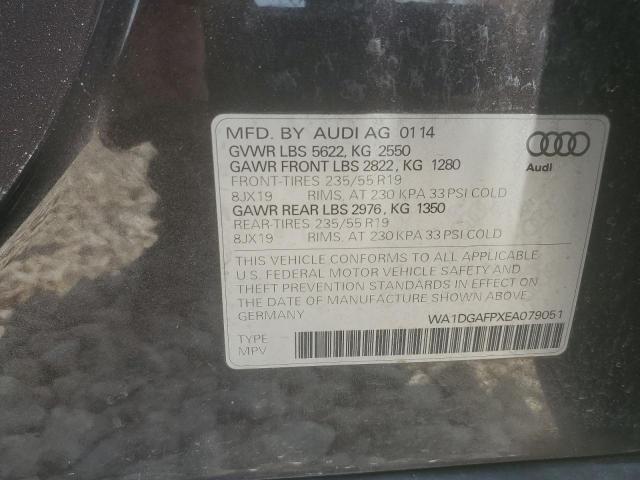 MFD. BY AUDI AG 01 14
GVWR LBS 5622, KG 2550
GAWR FRONT LBS 2822, KG 1280
FRONT-TIRES 235/55 R19
8JX19 RIMS, AT 230 KPA 33 PSI COLD
GAWR REAR LBS 2976, KG 1350
REAR-TIRES 235/55 R19
8JX19 RIMS, AT 230 KPA 33 PSI COLD
Audi
THIS VEHICLE CONFORMS TO ALL APPLICABLE
U.S. FEDERAL MOTOR VEHICLE SAFETY AND
THEFT PREVENTION STANDARDS IN EFFECT ON
THE DATE OF MANUFACTURE SHOWN ABOVE.
GERMANY
WA1DGAFPXEA079051
TYPE
MPV